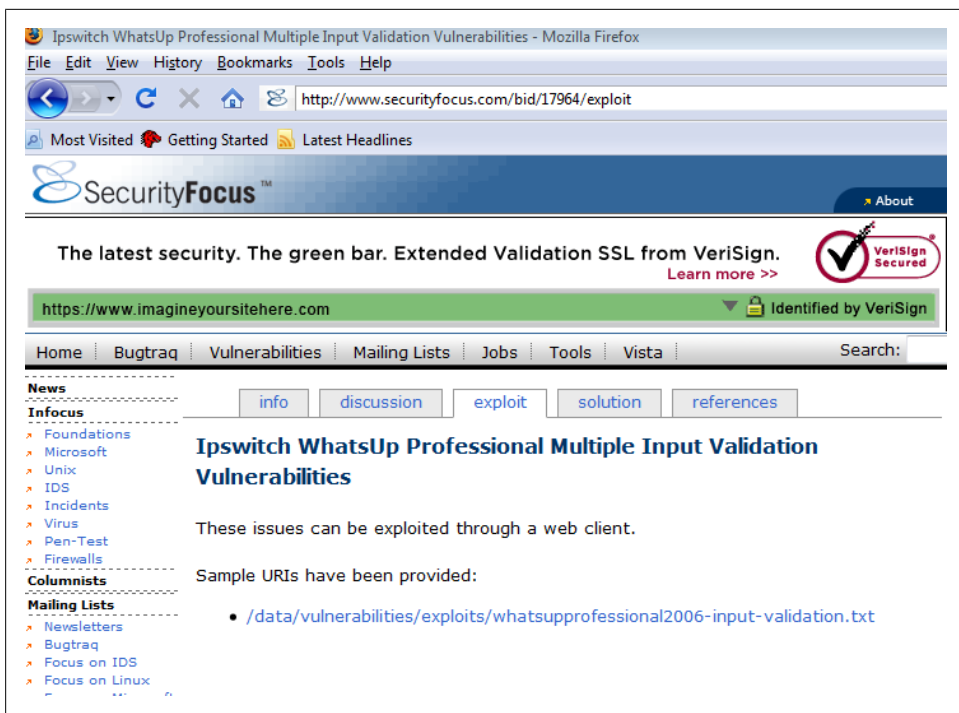 Ipswitch WhatsUp Professional Multiple Input Validation Vulnerabilities - Mozilla Firefox
File Edit View History Bookmarks Tools Help
http://www.securityfocus.com/bid/17964/exploit
Most Visited Getting Started Latest Headlines
SecurityFocus™
About
The latest security. The green bar. Extended Validation SSL from VeriSign.
Learn more >>
VeriSign®
Secured
https://www.imagineyoursitehere.com
Identified by VeriSign
Home Bugtraq Vulnerabilities Mailing Lists Jobs Tools Vista Search:
News
Infocus
Foundations
Microsoft
Unix
IDS
Incidents
Virus
Pen-Test
Firewalls
Columnists
Mailing Lists
Newsletters
Bugtraq
Focus on IDS
Focus on Linux
info discussion exploit solution references
Ipswitch WhatsUp Professional Multiple Input Validation
Vulnerabilities
These issues can be exploited through a web client.
Sample URIs have been provided:
• /data/vulnerabilities/exploits/whatsupprofessional2006-input-validation.txt